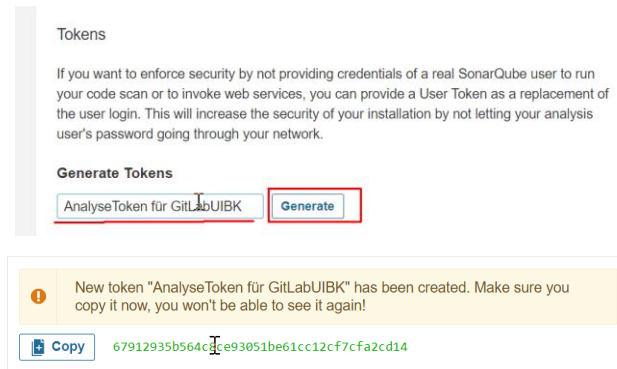 Tokens
If you want to enforce security by not providing credentials of a real SonarQube user to run
your code scan or to invoke web services, you can provide a User Token as a replacement of
the user login. This will increase the security of your installation by not letting your analysis
user's password going through your network.
Generate Tokens
AnalyseToken für GitLabUIBK
Generate
New token "AnalyseToken für GitLabUIBK" has been created. Make sure you
copy it now, you won't be able to see it again!
Copy
67912935b564c8ce93051be61cc12cf7cfa2cd14